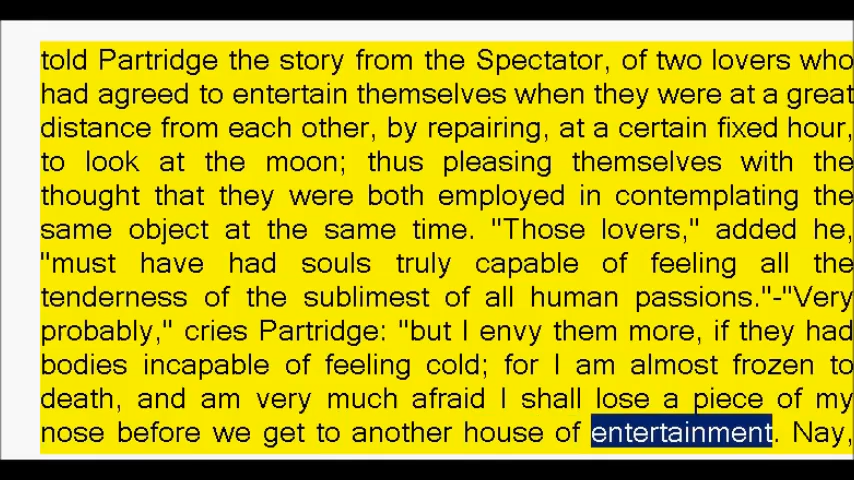 told Partridge the story from the Spectator, of two lovers who
had agreed to entertain themselves when they were at a great
distance from each other, by repairing, at a certain fixed hour,
to look at the moon; thus pleasing themselves with the
thought that they were both employed in contemplating the
same object at the same time. "Those lovers," added he,
"must have had souls truly capable of feeling all the
tenderness of the sublimest of all human passions."-"Very
probably," cries Partridge: "but I envy them more, if they had
bodies incapable of feeling cold; for I am almost frozen to
death, and am very much afraid I shall lose a piece of my
nose before we get to another house of entertainment. Nay,